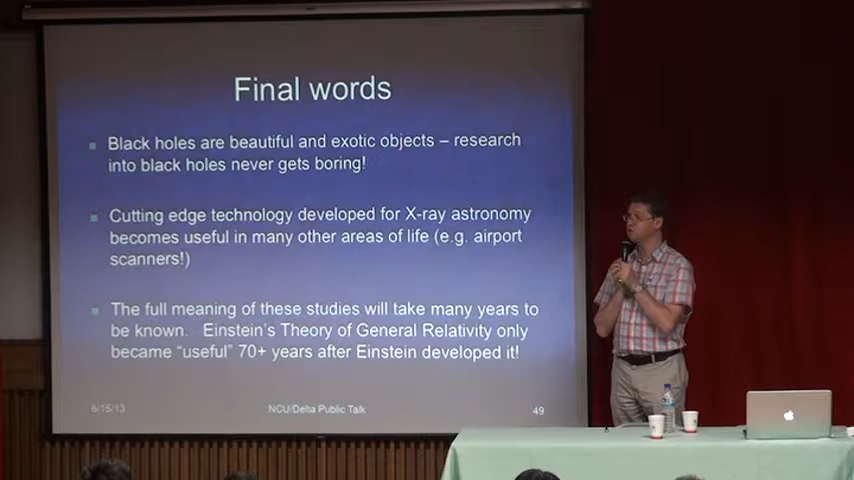 Final words
Black holes are beautiful and exotic objects – research
into black holes never gets boring!
Cutting edge technology developed for X-ray astronomy
becomes useful in many other areas of life (e.g. airport
scanners!)
The full meaning of these studies will take many years to
be known. Einstein's Theory of General Relativity only
became "useful" 70+ years after Einstein developed it!
6/15/13
NCU/Delta Public Talk
49